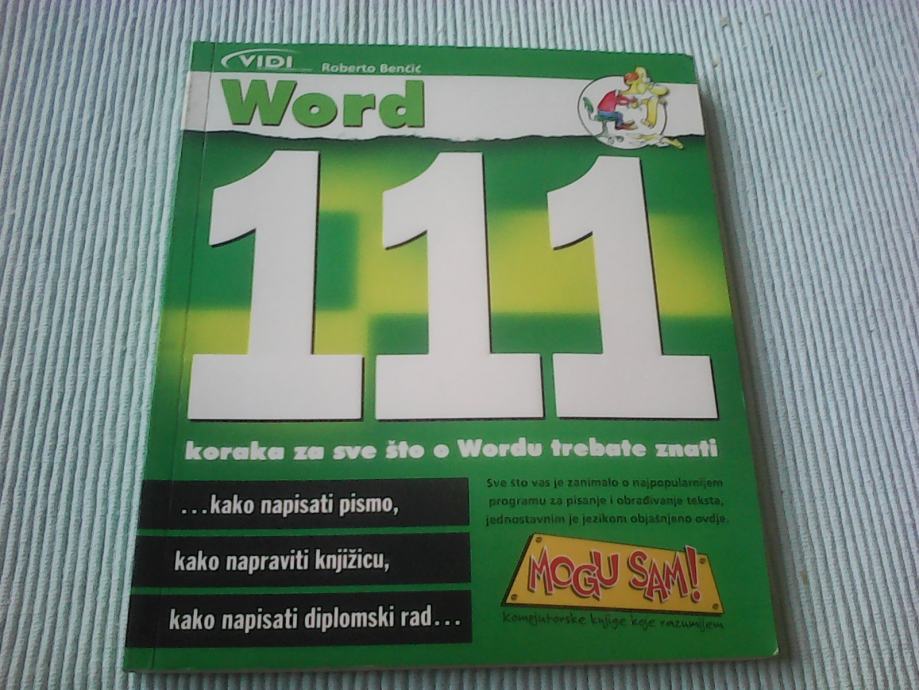 VIDI
Roberto Benčić
Word
111
koraka za sve što o Wordu trebate znati
...kako napisati pismo,
kako napraviti knjižicu,
kako napisati diplomski rad...
Sve što vas je zanimalo o najpopularnijem
programu za pisanje i obrađivanje teksta,
jednostavnim je jezikom objašnjeno ovdje.
MOGU SAM!
Kompjutorske knjige koje razumijem